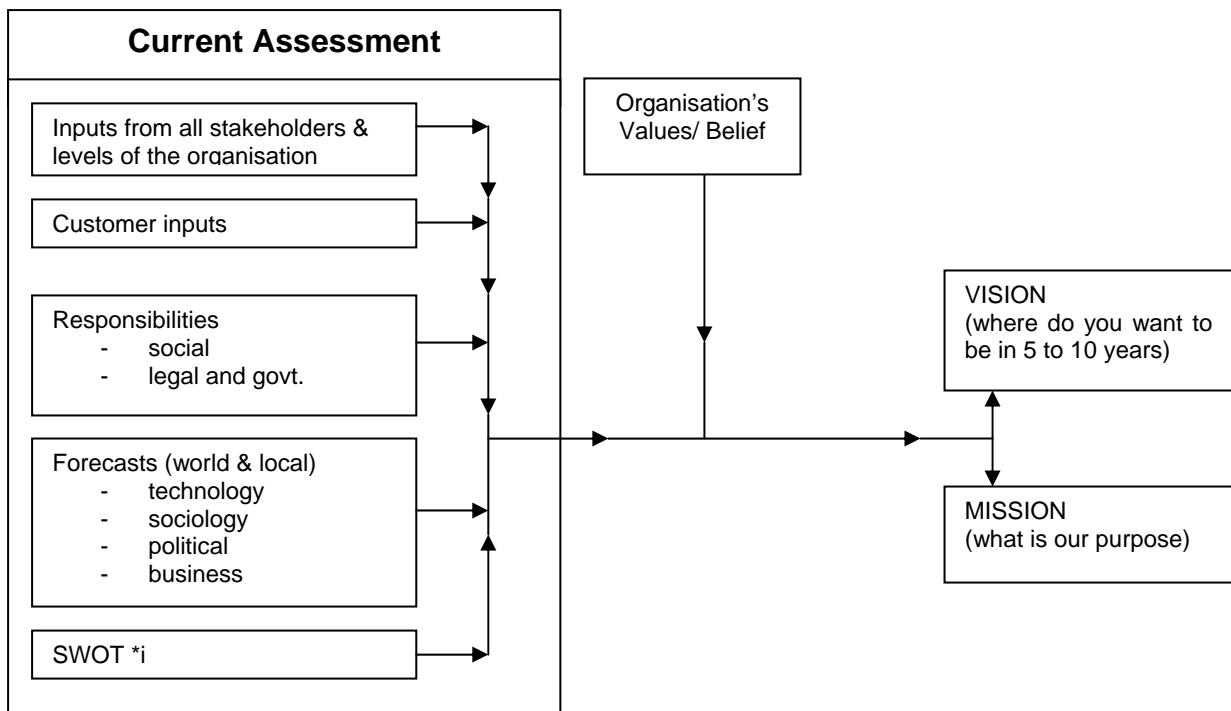 Current Assessment
Inputs from all stakeholders &
levels of the organisation
Customer inputs
Responsibilities
- social
- legal and govt.
Forecasts (world & local)
- technology
- sociology
- political
- business
SWOT *i
Organisation’s
Values/ Belief
VISION
(where do you want to
be in 5 to 10 years)
MISSION
(what is our purpose)